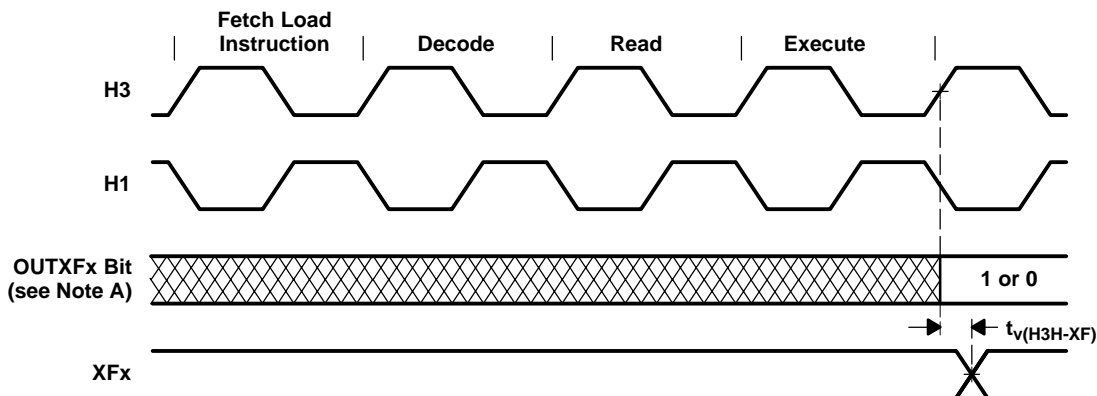 Fetch Load
Instruction
Decode
Read
Execute
H3
H1
OUTXFx Bit
(see Note A)
1 or 0
tv(H3H-XF)
XFx